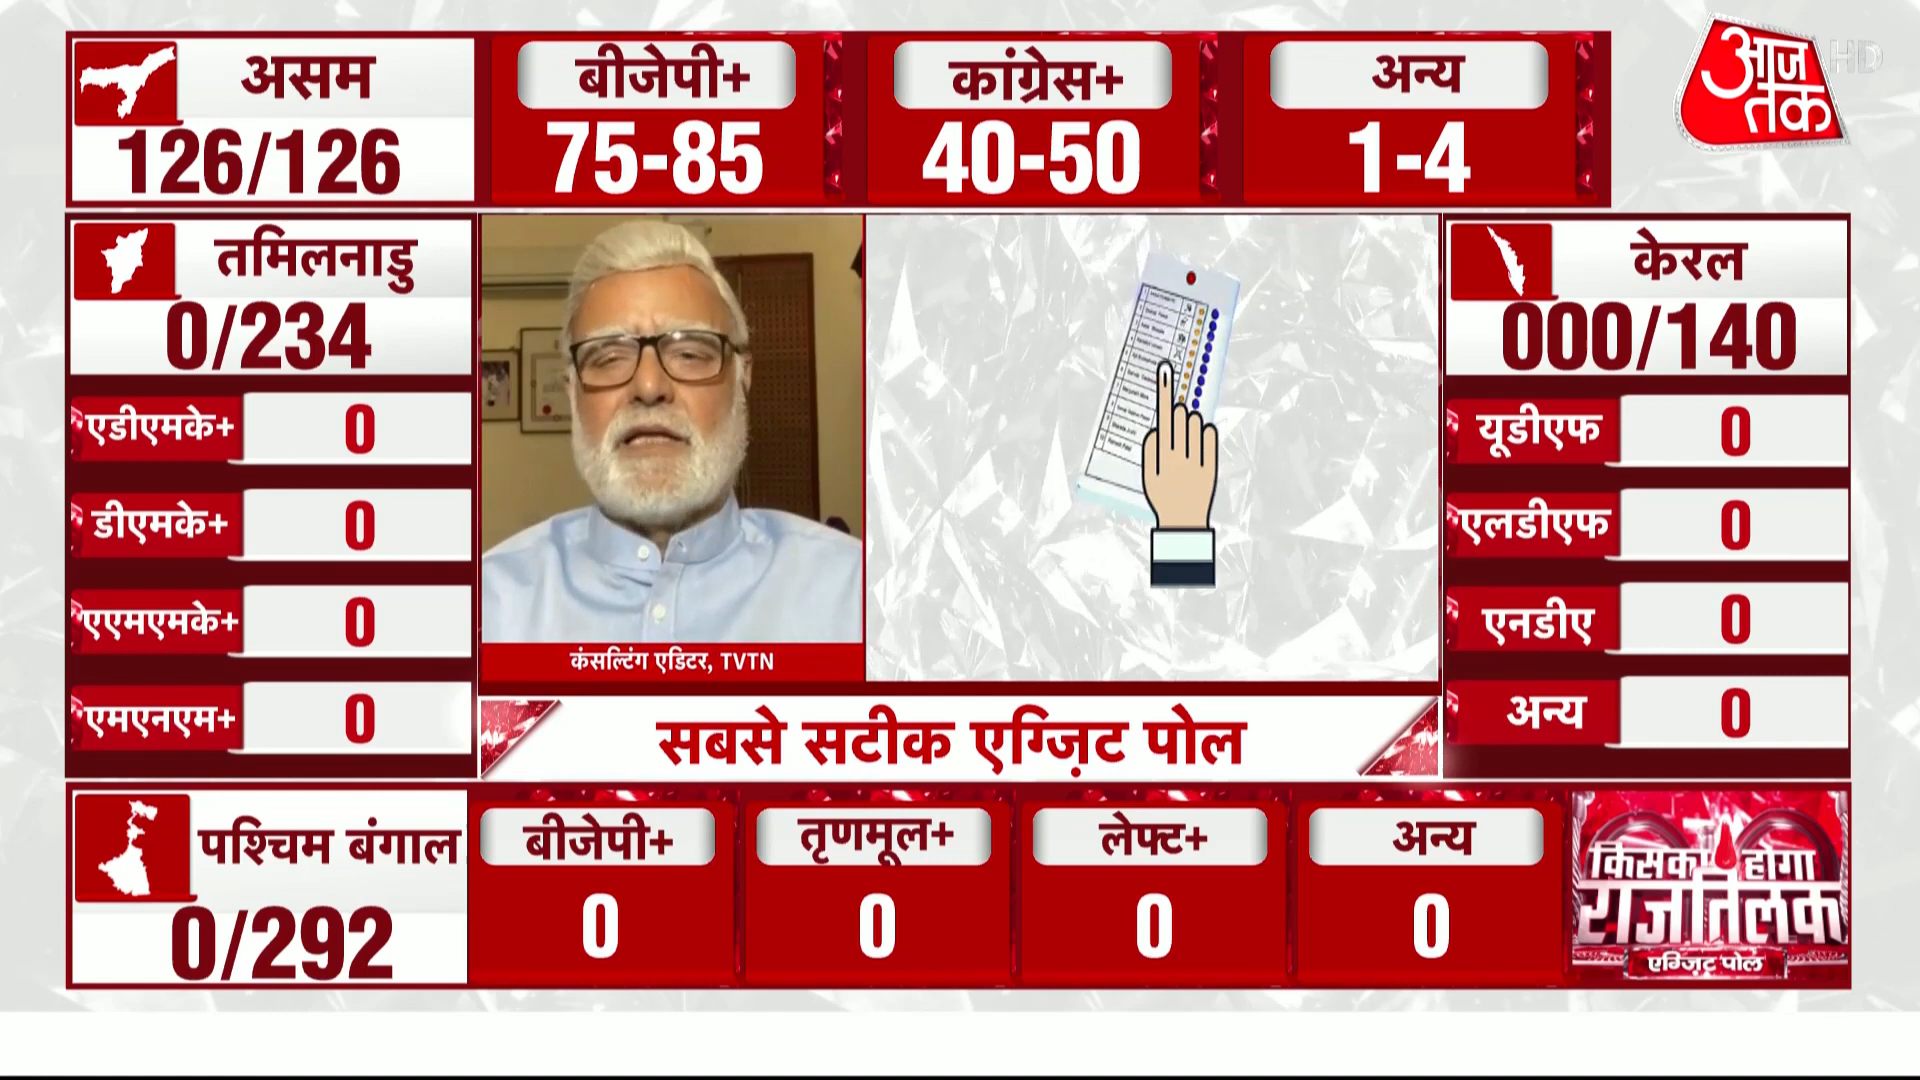 असम
126/126
बीजेपी+
75-85
कांग्रेस+
40-50
अन्य
1-4
आज तक HD
तमिलनाडु
0/234
एडीएमके+ 0
डीएमके+ 0
एएमएमके+ 0
एमएनएम+ 0
कंसल्टिंग एडिटर, TVTN
सबसे सटीक एग्ज़िट पोल
केरल
000/140
यूडीएफ 0
एलडीएफ 0
एनडीए 0
अन्य 0
पश्चिम बंगाल
0/292
बीजेपी+
0
तृणमूल+
0
लेफ्ट+
0
अन्य
0
किसका होगा
राजतिलक
एग्ज़िट पोल